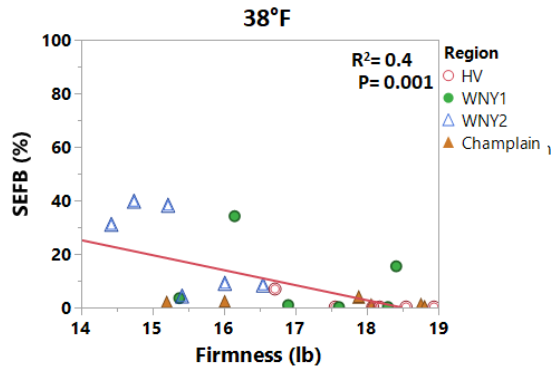 38°F
R²= 0.4
P= 0.001
Region
HV
WNY1
WNY2
Champlain
100
80
60
40
20
0
SEFB (%)
14 15 16 17 18 19
Firmness (lb)